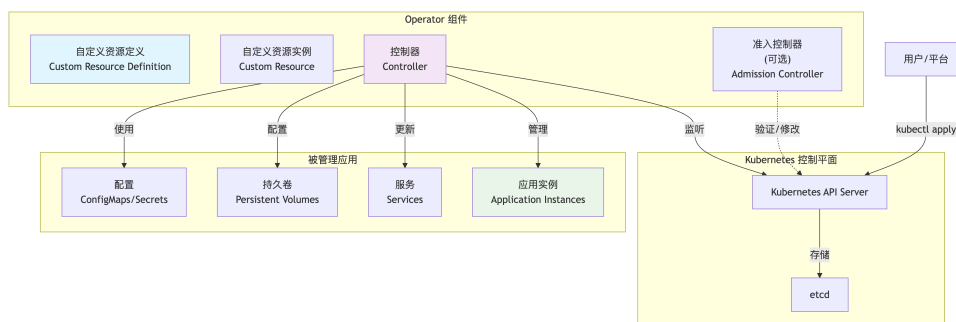 Operator 组件
自定义资源定义
Custom Resource Definition
自定义资源实例
Custom Resource
控制器
Controller
准入控制器
(可选)
Admission Controller
用户/平台
使用
配置
更新
管理
监听
验证/修改
kubectl apply
被管理应用
配置
ConfigMaps/Secrets
持久卷
Persistent Volumes
服务
Services
应用实例
Application Instances
Kubernetes 控制平面
Kubernetes API Server
存储
etcd